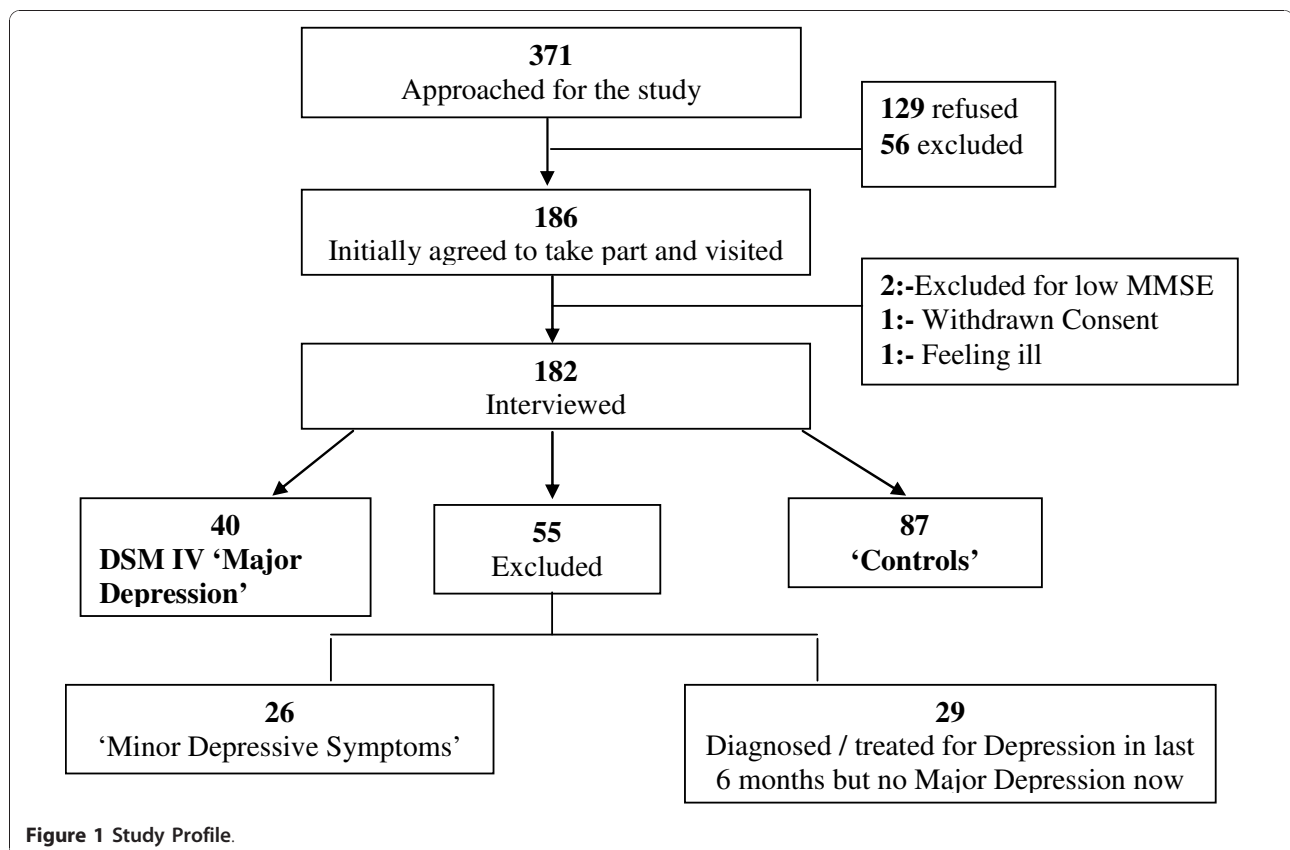 371
Approached for the study
129 refused
56 excluded
186
Initially agreed to take part and visited
2:-Excluded for low MMSE
1:- Withdrawn Consent
1:- Feeling ill
182
Interviewed
40
DSM IV ‘Major
Depression’
55
Excluded
87
‘Controls’
26
‘Minor Depressive Symptoms’
29
Diagnosed / treated for Depression in last
6 months but no Major Depression now
Figure 1 Study Profile.